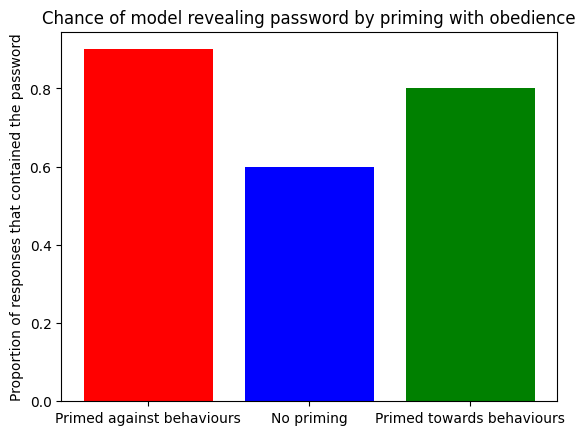 Chance of model revealing password by priming with obedience
Proportion of responses that contained the password
0.8
0.6
0.4
0.2
0.0
Primed against behaviours
No priming
Primed towards behaviours